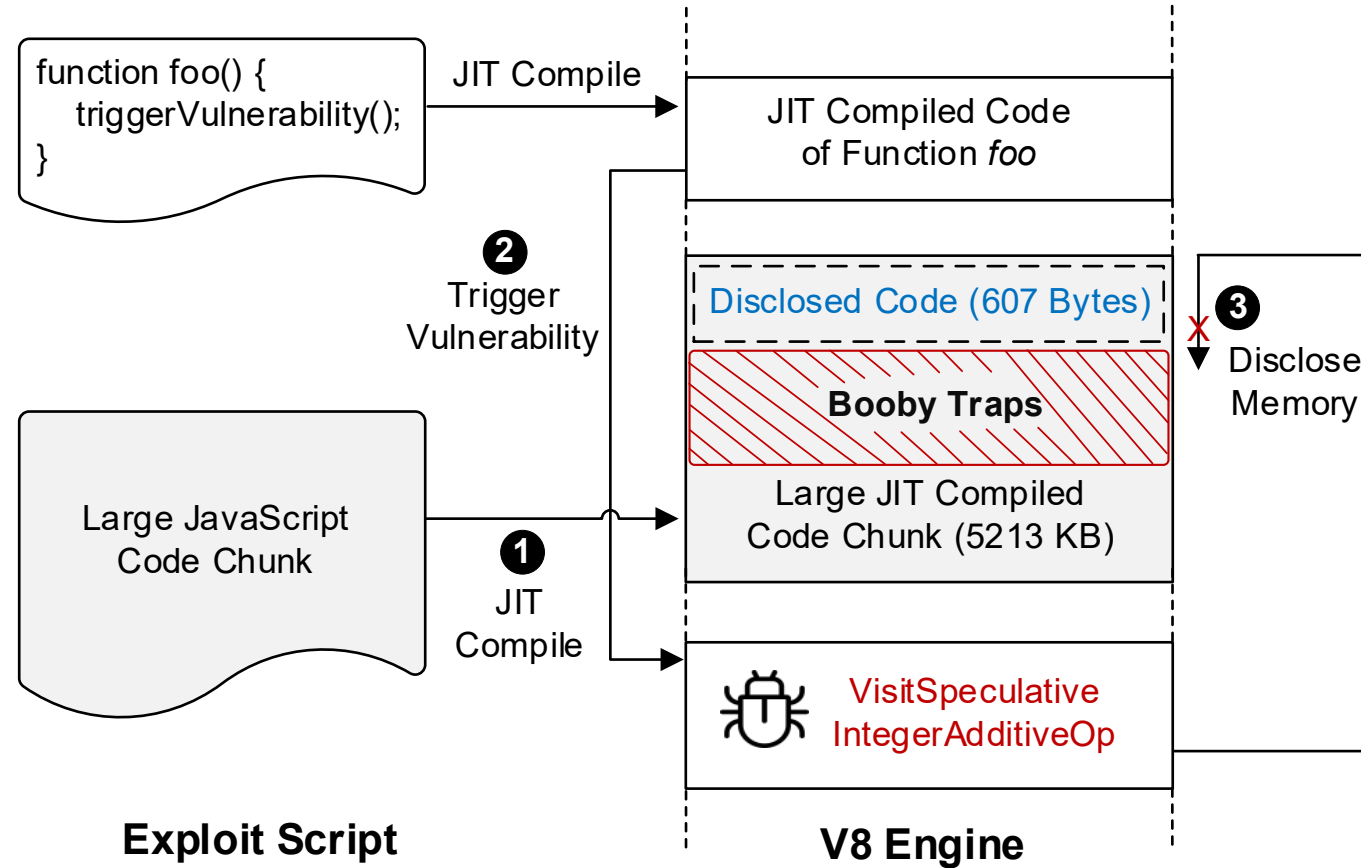 function foo() {
triggerVulnerability();
}
JIT Compile
JIT Compiled Code
of Function foo
2
Trigger
Vulnerability
Disclosed Code (607 Bytes)
X
3
Disclose
Memory
Booby Traps
Large JIT Compiled
Code Chunk (5213 KB)
Large JavaScript
Code Chunk
1
JIT
Compile
VisitSpeculative
IntegerAdditiveOp
Exploit Script
V8 Engine